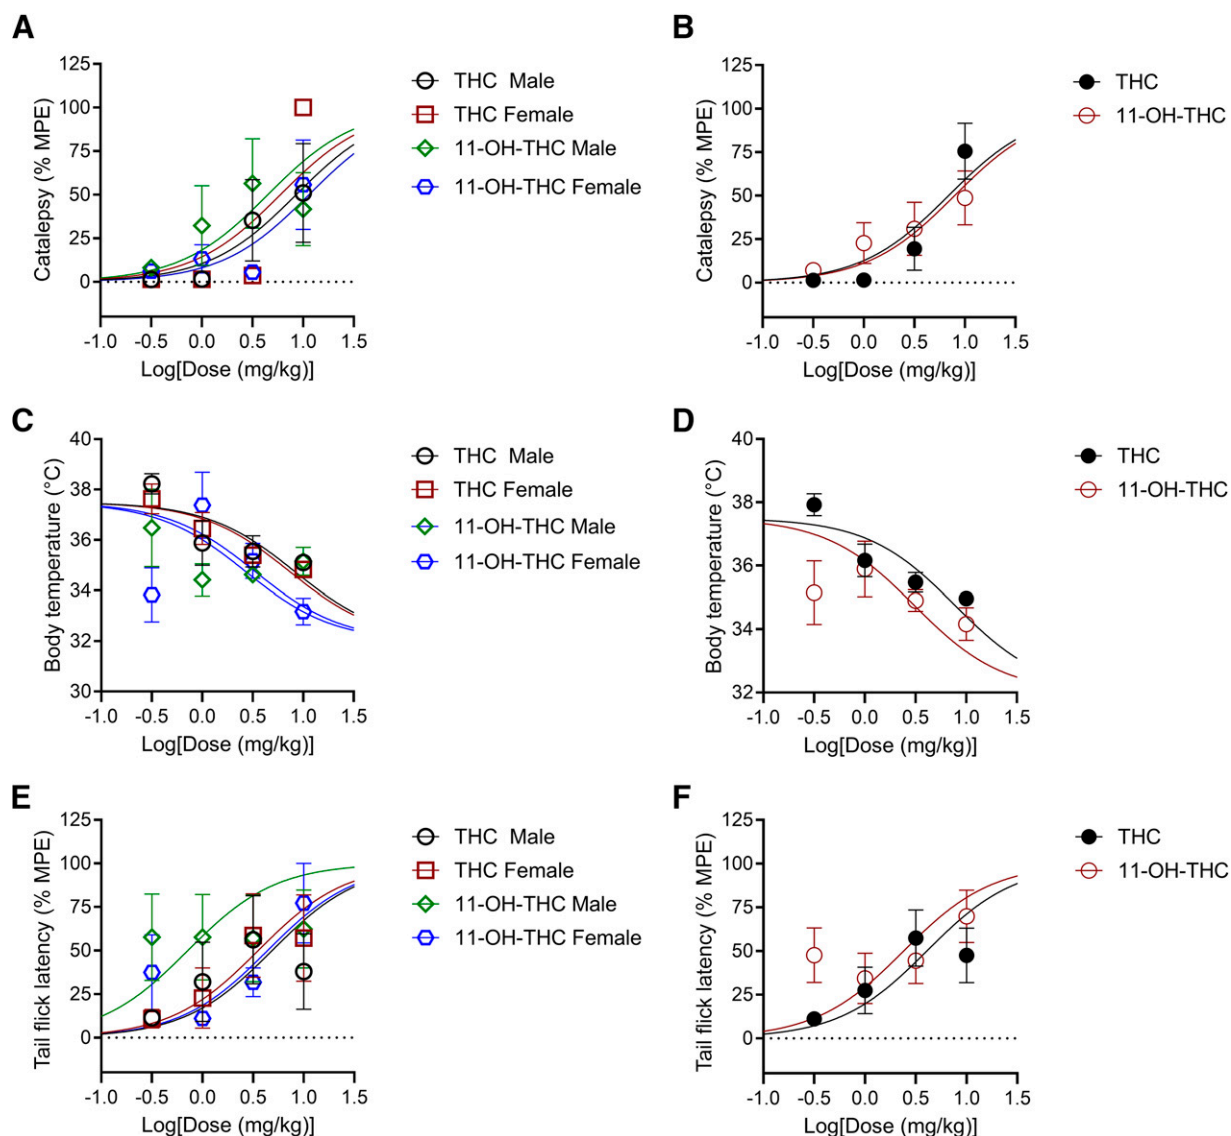 A
Catalepsy (% MPE)
125
100
75
50
25
0
-1.0 -0.5 0.0 0.5 1.0 1.5
Log[Dose (mg/kg)]
THC Male
THC Female
11-OH-THC Male
11-OH-THC Female
B
Catalepsy (% MPE)
125
100
75
50
25
0
-1.0 -0.5 0.0 0.5 1.0 1.5
Log[Dose (mg/kg)]
THC
11-OH-THC
C
Body temperature (°C)
40
38
36
34
32
30
-1.0 -0.5 0.0 0.5 1.0 1.5
Log[Dose (mg/kg)]
THC Male
THC Female
11-OH-THC Male
11-OH-THC Female
D
Body temperature (°C)
40
38
36
34
32
-1.0 -0.5 0.0 0.5 1.0 1.5
Log[Dose (mg/kg)]
THC
11-OH-THC
E
Tail flick latency (% MPE)
125
100
75
50
25
0
-1.0 -0.5 0.0 0.5 1.0 1.5
Log[Dose (mg/kg)]
THC Male
THC Female
11-OH-THC Male
11-OH-THC Female
F
Tail flick latency (% MPE)
125
100
75
50
25
0
-1.0 -0.5 0.0 0.5 1.0 1.5
Log[Dose (mg/kg)]
THC
11-OH-THC